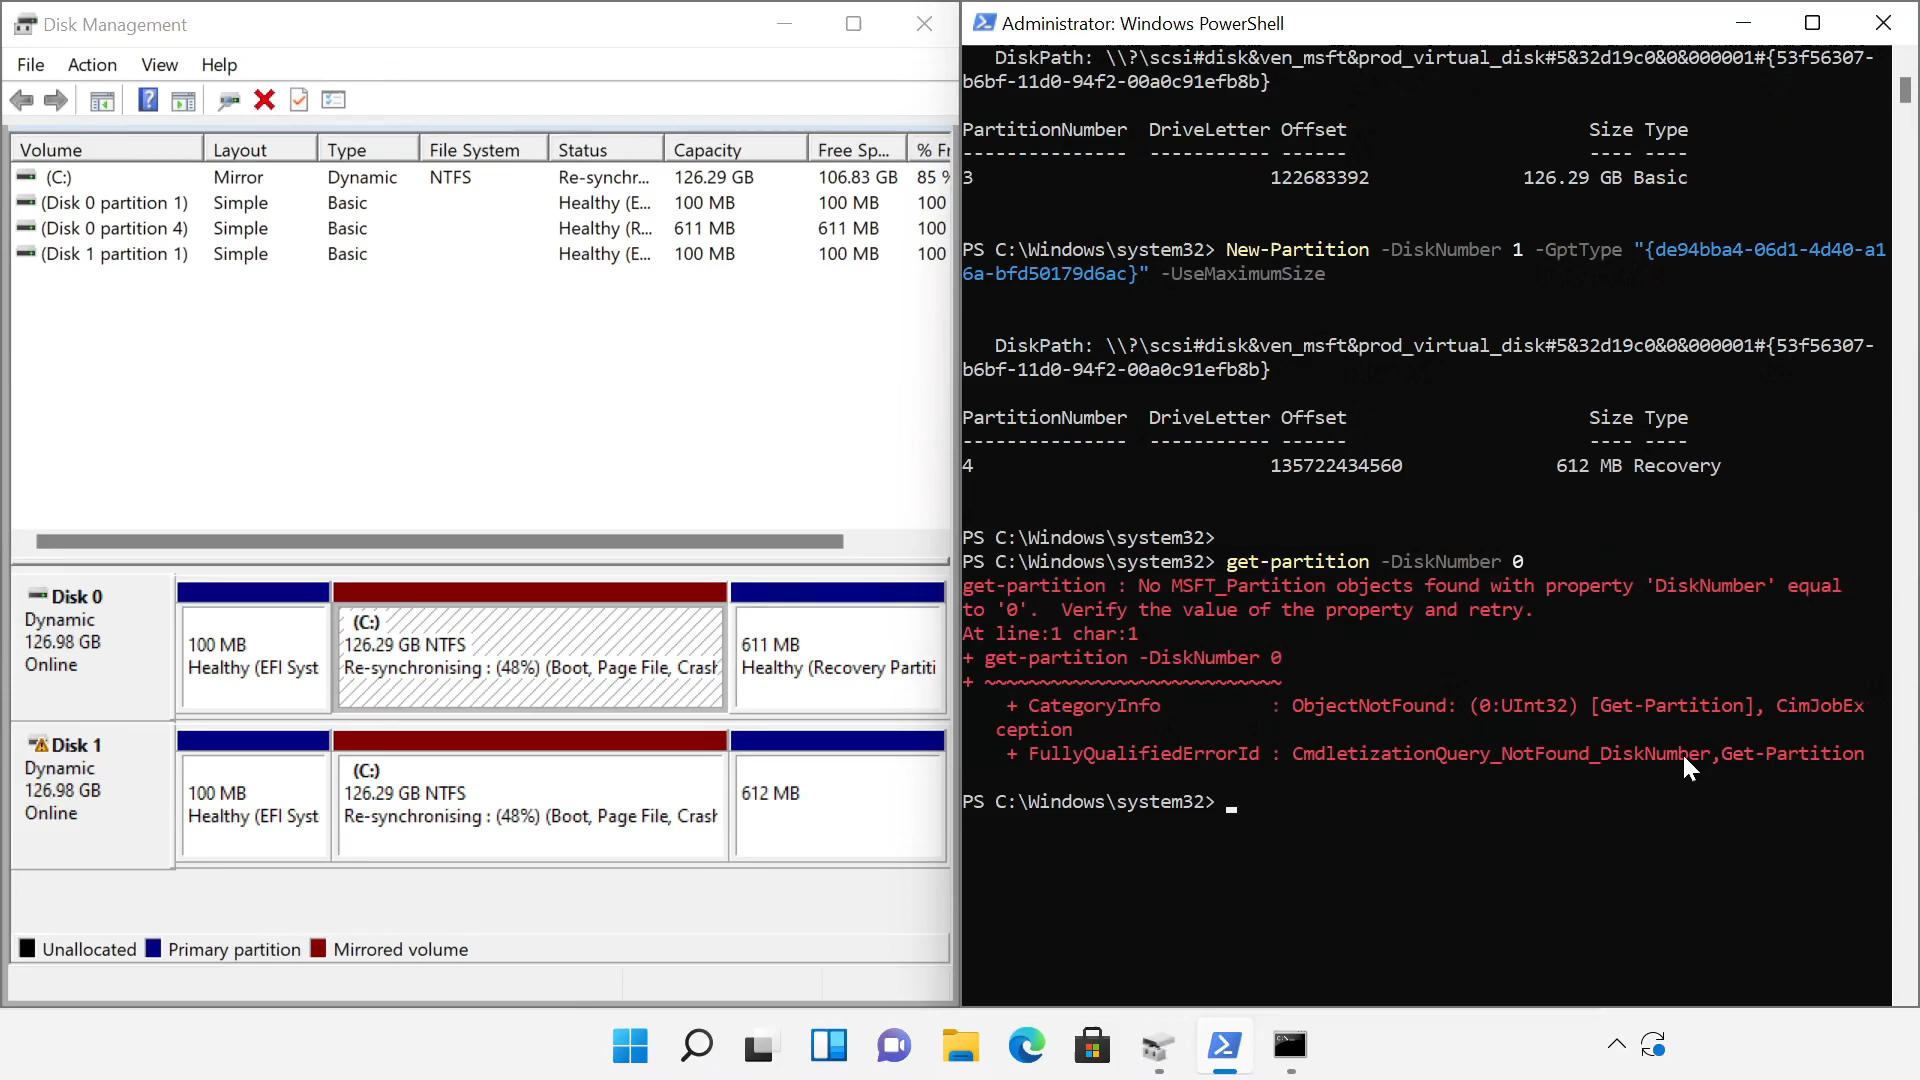 Disk Management
File Action View Help
Volume Layout Type File System Status Capacity Free Sp... % Fr
(C:) Mirror Dynamic NTFS Re-synchr... 126.29 GB 106.83 GB 85 %
(Disk 0 partition 1) Simple Basic Healthy (E... 100 MB 100 MB 100
(Disk 0 partition 4) Simple Basic Healthy (R... 611 MB 611 MB 100
(Disk 1 partition 1) Simple Basic Healthy (E... 100 MB 100 MB 100
Disk 0
Dynamic
126.98 GB
Online
100 MB
Healthy (EFI Syst
(C:)
126.29 GB NTFS
Re-synchronising : (48%) (Boot, Page File, Crash
611 MB
Healthy (Recovery Partiti
Disk 1
Dynamic
126.98 GB
Online
100 MB
Healthy (EFI Syst
(C:)
126.29 GB NTFS
Re-synchronising : (48%) (Boot, Page File, Crash
612 MB
Unallocated Primary partition Mirrored volume
Administrator: Windows PowerShell
DiskPath: \\?\scsi#disk&ven_msft&prod_virtual_disk#5&32d19c0&0&000001#{53f56307-
b6bf-11d0-94f2-00a0c91efb8b}
PartitionNumber DriveLetter Offset Size Type
--------------- ----------- ------ ---- ----
3 122683392 126.29 GB Basic
PS C:\Windows\system32> New-Partition -DiskNumber 1 -GptType "{de94bba4-06d1-4d40-a1
6a-bfd50179d6ac}" -UseMaximumSize
DiskPath: \\?\scsi#disk&ven_msft&prod_virtual_disk#5&32d19c0&0&000001#{53f56307-
b6bf-11d0-94f2-00a0c91efb8b}
PartitionNumber DriveLetter Offset Size Type
--------------- ----------- ------ ---- ----
4 135722434560 612 MB Recovery
PS C:\Windows\system32>
PS C:\Windows\system32> get-partition -DiskNumber 0
get-partition : No MSFT_Partition objects found with property 'DiskNumber' equal
to '0'.  Verify the value of the property and retry.
At line:1 char:1
+ get-partition -DiskNumber 0
+ ~~~~~~~~~~~~~~~~~~~~~~~~~~~
+ CategoryInfo : ObjectNotFound: (0:UInt32) [Get-Partition], CimJobEx
ception
+ FullyQualifiedErrorId : CmdletizationQuery_NotFound_DiskNumber,Get-Partition
PS C:\Windows\system32> _